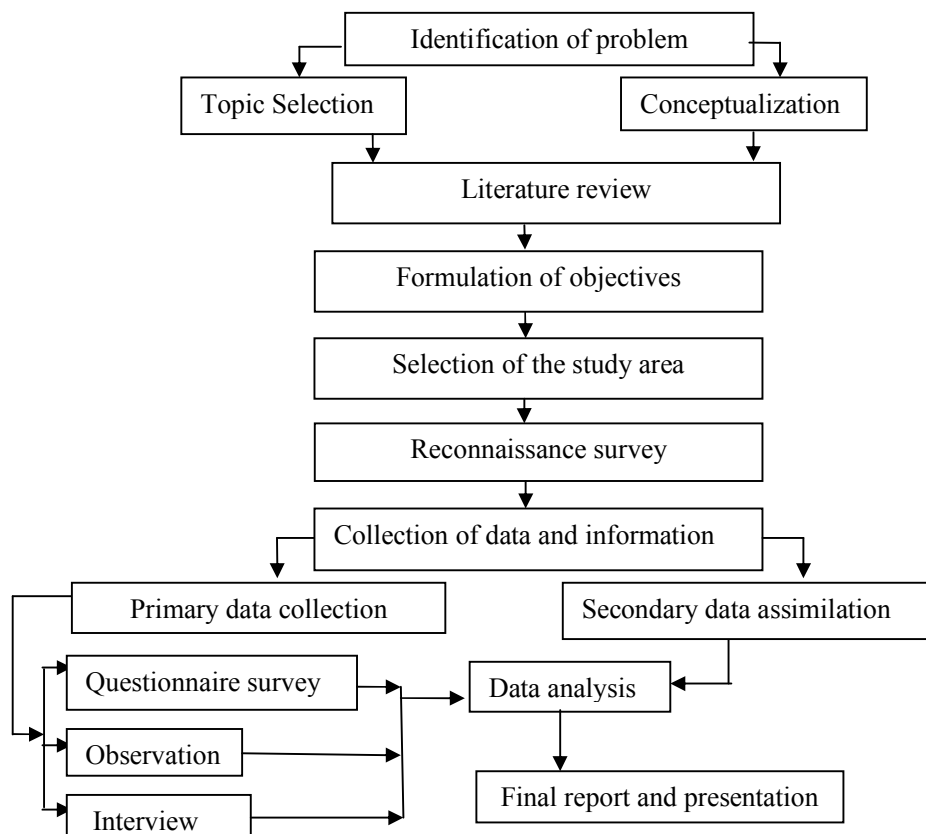 Identification of problem
Topic Selection
Conceptualization
Literature review
Formulation of objectives
Selection of the study area
Reconnaissance survey
Collection of data and information
Primary data collection
Secondary data assimilation
Questionnaire survey
Data analysis
Observation
Final report and presentation
Interview